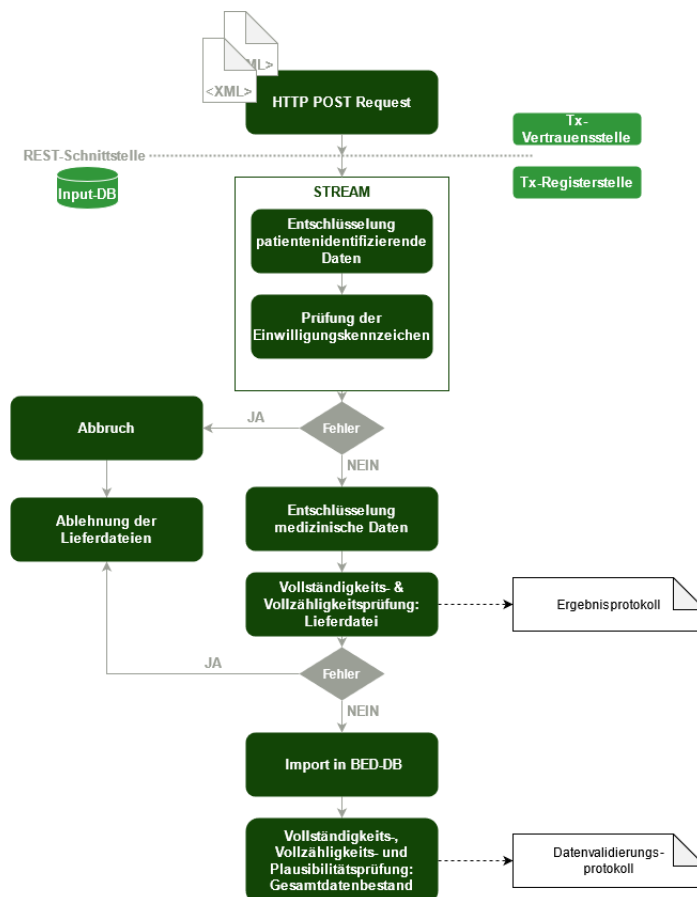 ML>
<XML>
HTTP POST Request
Tx-
Vertrauensstelle
REST-Schnittstelle
Input-DB
Tx-Registerstelle
STREAM
Entschlüsselung
patientenidentifizierende
Daten
Prüfung der
Einwilligungskennzeichen
Fehler
JA
Abbruch
NEIN
Ablehnung der
Lieferdateien
Entschlüsselung
medizinische Daten
Vollständigkeits- &
Vollzähligkeitsprüfung:
Lieferdatei
Ergebnisprotokoll
Fehler
JA
NEIN
Import in BED-DB
Vollständigkeits-,
Vollzähligkeits- und
Plausibilitätsprüfung:
Gesamtdatenbestand
Datenvalidierungs-
protokoll